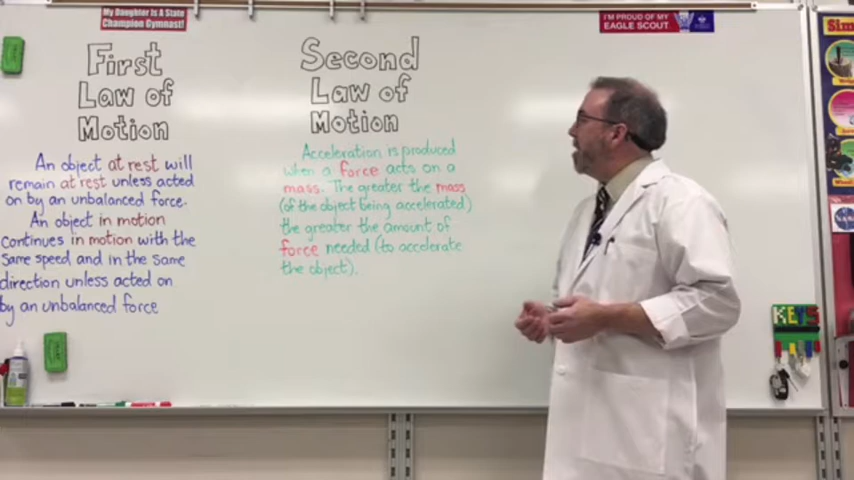 My Daughter Is A State
Champion Gymnast!
I'M PROUD OF MY
EAGLE SCOUT
First
Law of
Motion
An object at rest will
remain at rest unless acted
on by an unbalanced force.
An object in motion
continues in motion with the
same speed and in the same
direction unless acted on
by an unbalanced force
Second
Law of
Motion
Acceleration is produced
when a force acts on a
mass. The greater the mass
(of the object being accelerated)
the greater the amount of
force needed (to accelerate
the object).
KEYS